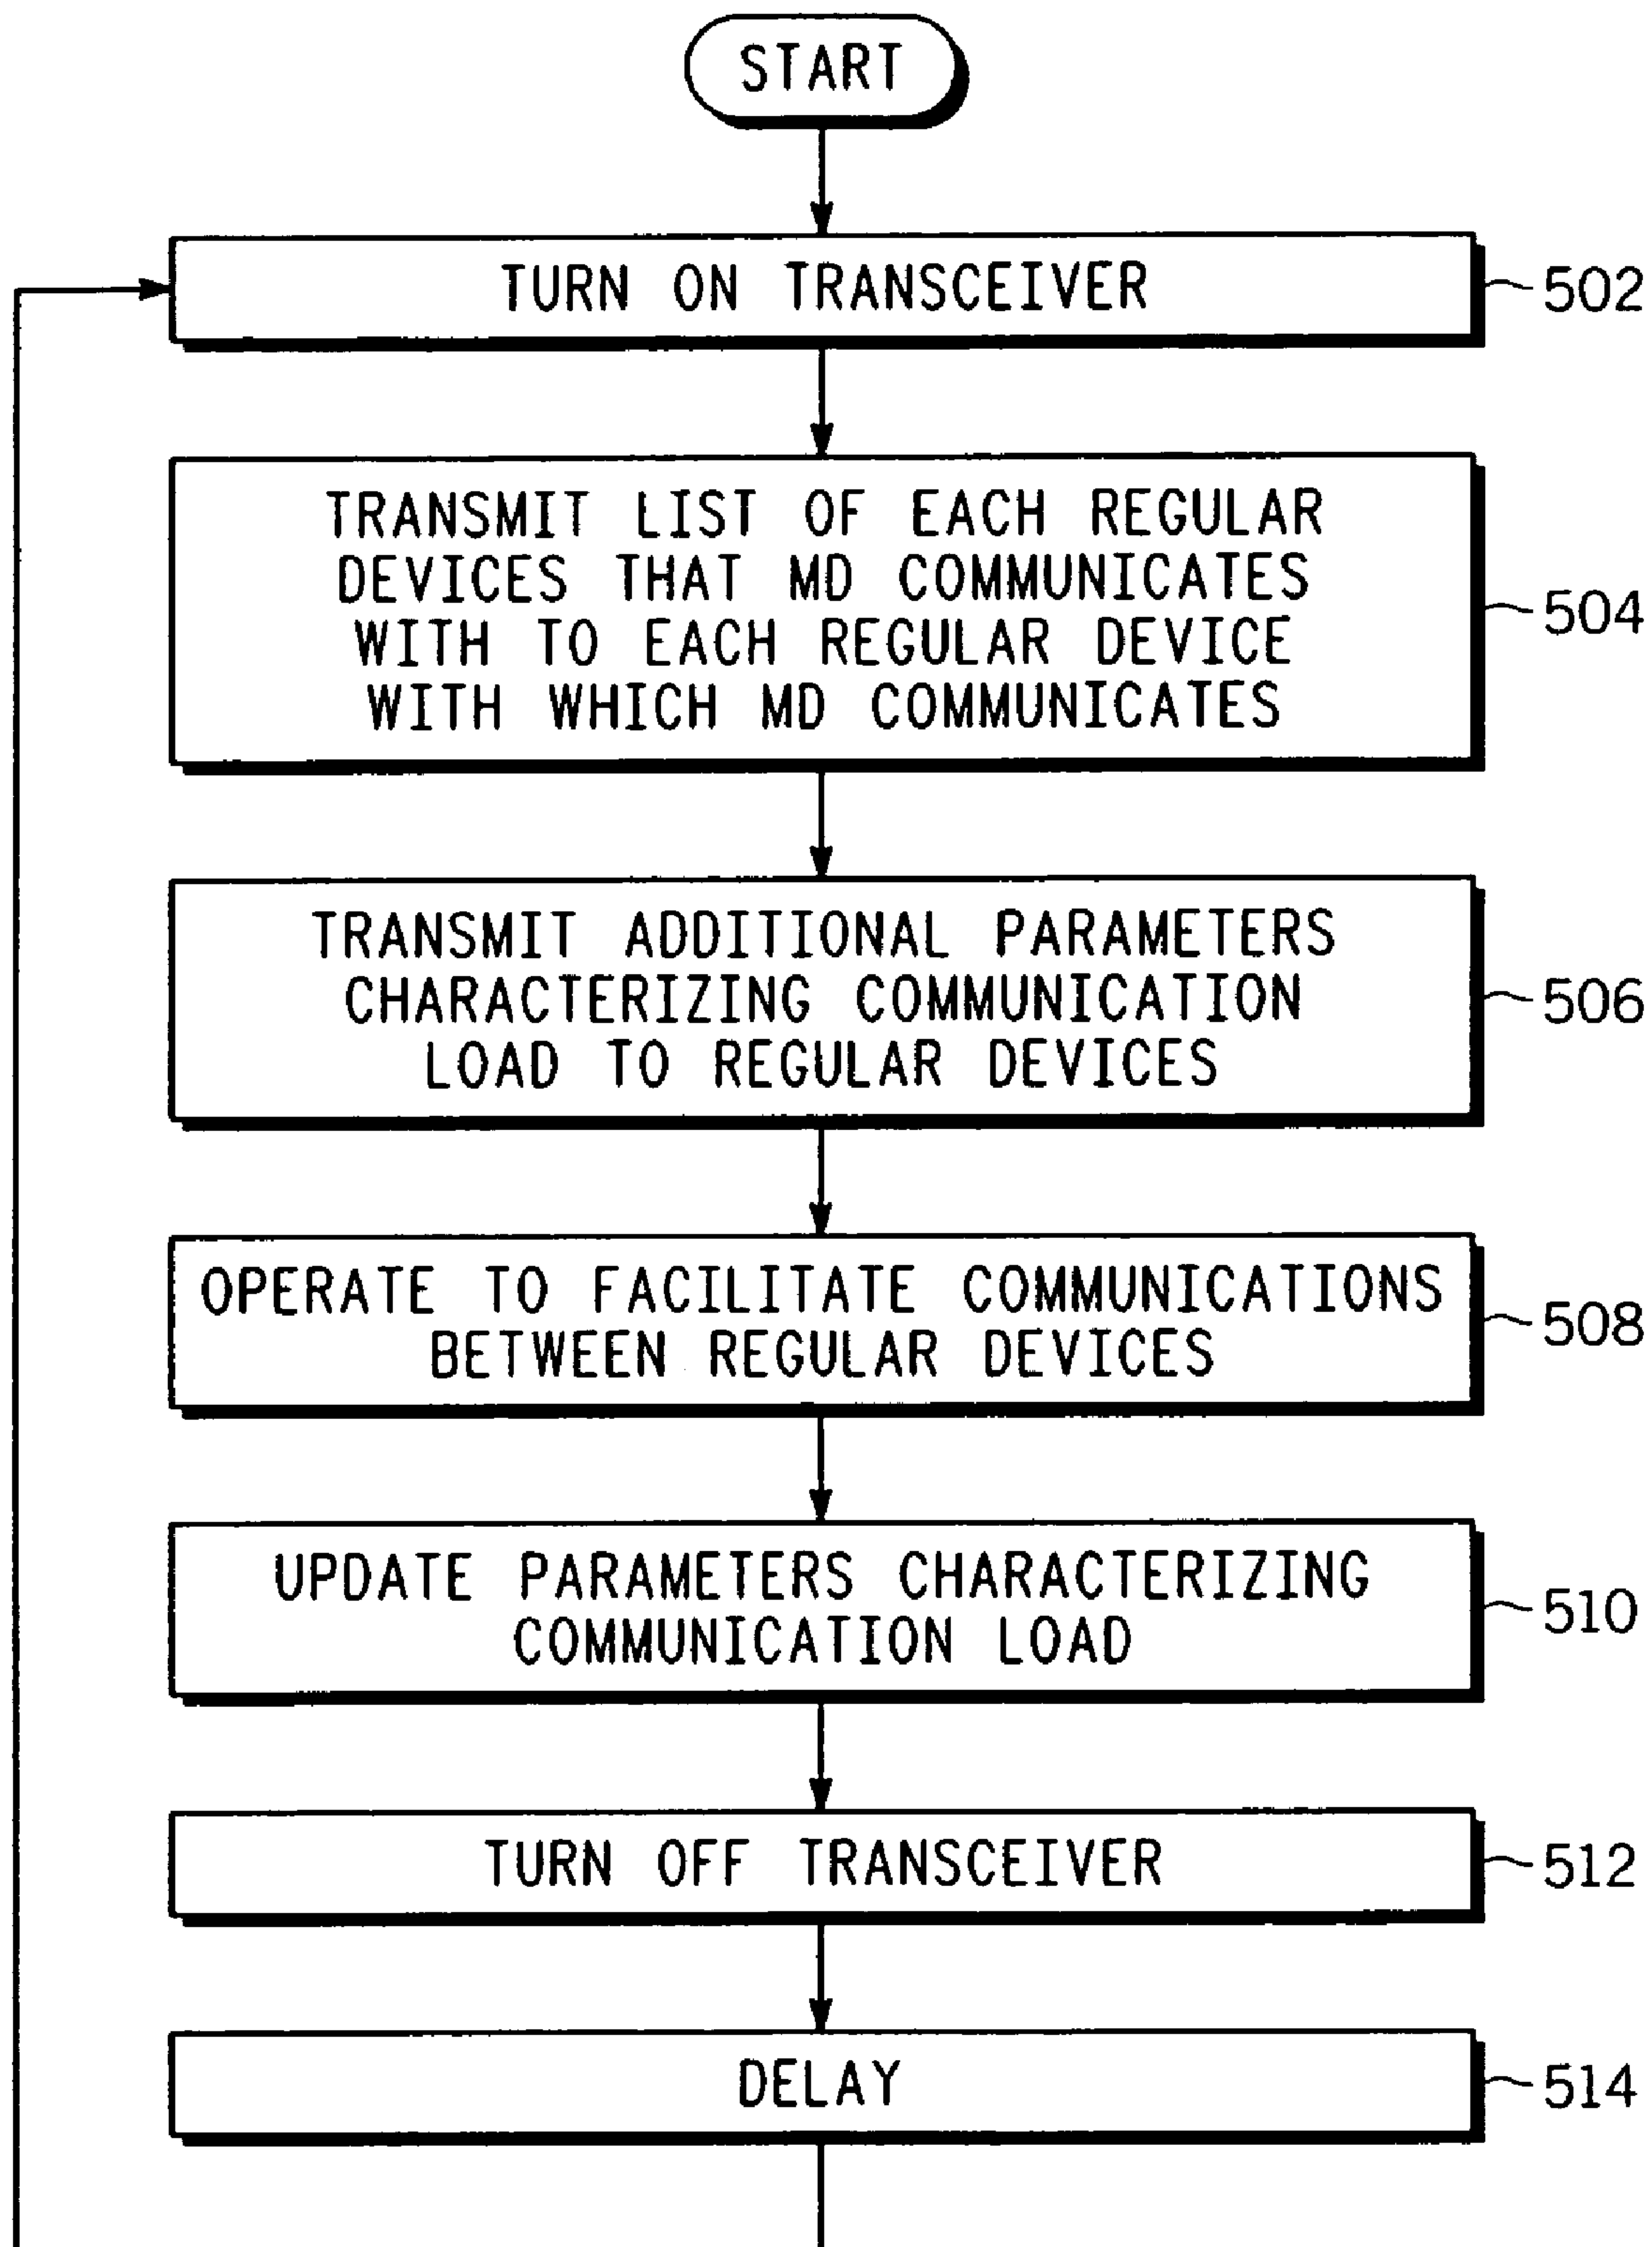 START
TURN ON TRANSCEIVER
502
TRANSMIT LIST OF EACH REGULAR
DEVICES THAT MD COMMUNICATES
WITH TO EACH REGULAR DEVICE
WITH WHICH MD COMMUNICATES
504
TRANSMIT ADDITIONAL PARAMETERS
CHARACTERIZING COMMUNICATION
LOAD TO REGULAR DEVICES
506
OPERATE TO FACILITATE COMMUNICATIONS
BETWEEN REGULAR DEVICES
508
UPDATE PARAMETERS CHARACTERIZING
COMMUNICATION LOAD
510
TURN OFF TRANSCEIVER
512
DELAY
514